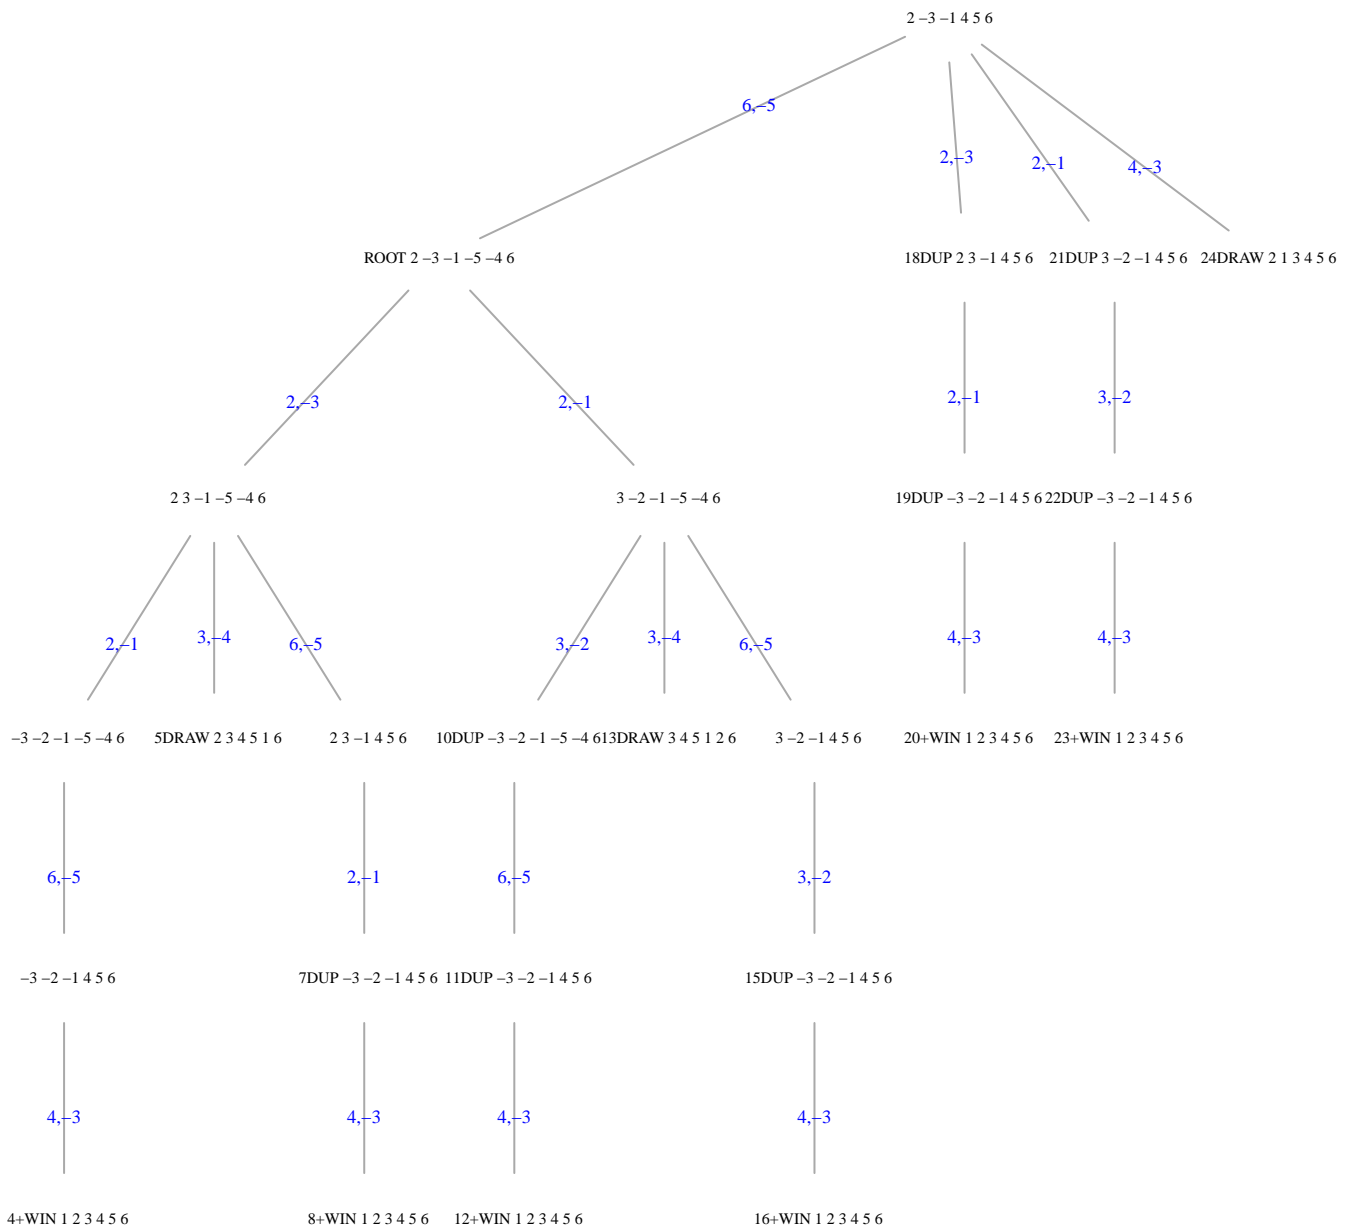 2 –3 –1 4 5 6
6,–5
2,–3
2,–1
4,–3
ROOT 2 –3 –1 –5 –4 6
18DUP 2 3 –1 4 5 6
21DUP 3 –2 –1 4 5 6
24DRAW 2 1 3 4 5 6
2,–3
2,–1
2,–1
3,–2
2 3 –1 –5 –4 6
3 –2 –1 –5 –4 6
19DUP –3 –2 –1 4 5 6
22DUP –3 –2 –1 4 5 6
2,–1
3,–4
6,–5
3,–2
3,–4
6,–5
4,–3
4,–3
–3 –2 –1 –5 –4 6
5DRAW 2 3 4 5 1 6
2 3 –1 4 5 6
10DUP –3 –2 –1 –5 –4 6
13DRAW 3 4 5 1 2 6
3 –2 –1 4 5 6
20+WIN 1 2 3 4 5 6
23+WIN 1 2 3 4 5 6
6,–5
2,–1
6,–5
3,–2
–3 –2 –1 4 5 6
7DUP –3 –2 –1 4 5 6
11DUP –3 –2 –1 4 5 6
15DUP –3 –2 –1 4 5 6
4,–3
4,–3
4,–3
4,–3
4+WIN 1 2 3 4 5 6
8+WIN 1 2 3 4 5 6
12+WIN 1 2 3 4 5 6
16+WIN 1 2 3 4 5 6